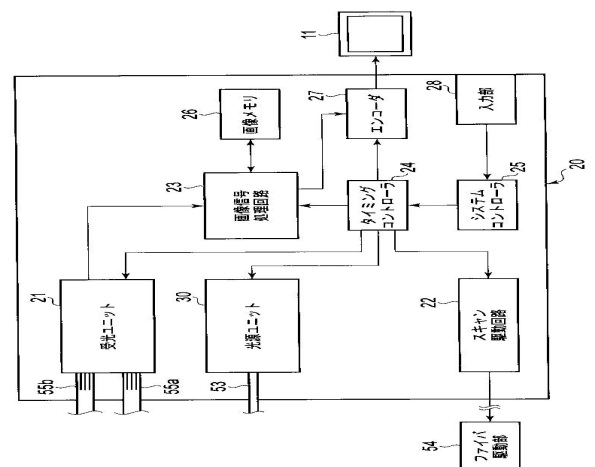 11
26
画像メモリ
27
エンコーダ
28
入力部
23
画像信号
処理回路
24
タイミング
コントローラ
25
システム
コントローラ
20
21
受光ユニット
30
光源ユニット
22
スキャン
駆動回路
55b
55a
53
54
ファイバ
駆動部